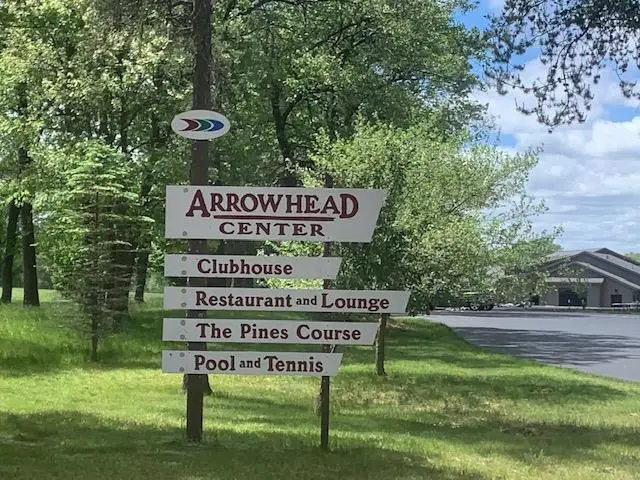 ARROWHEAD
CENTER
Clubhouse
Restaurant and Lounge
The Pines Course
Pool and Tennis